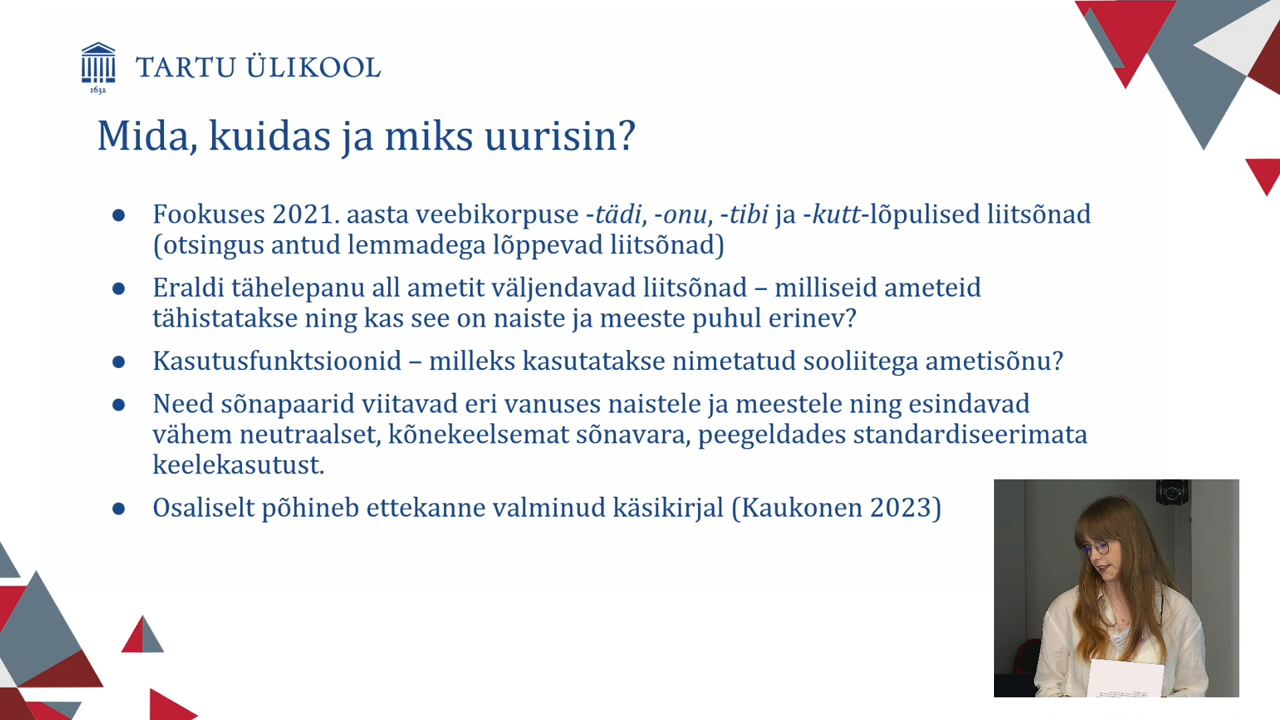 TARTU ÜLIKOOL
1632
Mida, kuidas ja miks uurisin?
● Fookuses 2021. aasta veebikorpuse -tädi, -onu, -tibi ja -kutt-lõpulised liitsõnad
(otsingus antud lemmadega lõppevad liitsõnad)
● Eraldi tähelepanu all ametit väljendavad liitsõnad – milliseid ameteid
tähistatakse ning kas see on naiste ja meeste puhul erinev?
● Kasutusfunktsioonid – milleks kasutatakse nimetatud sooliitega ametisõnu?
● Need sõnapaarid viitavad eri vanuses naistele ja meestele ning esindavad
vähem neutraalset, kõnekeelsemat sõnavara, peegeldades standardiseerimata
keelekasutust.
● Osaliselt põhineb ettekanne valminud käsikirjal (Kaukonen 2023)